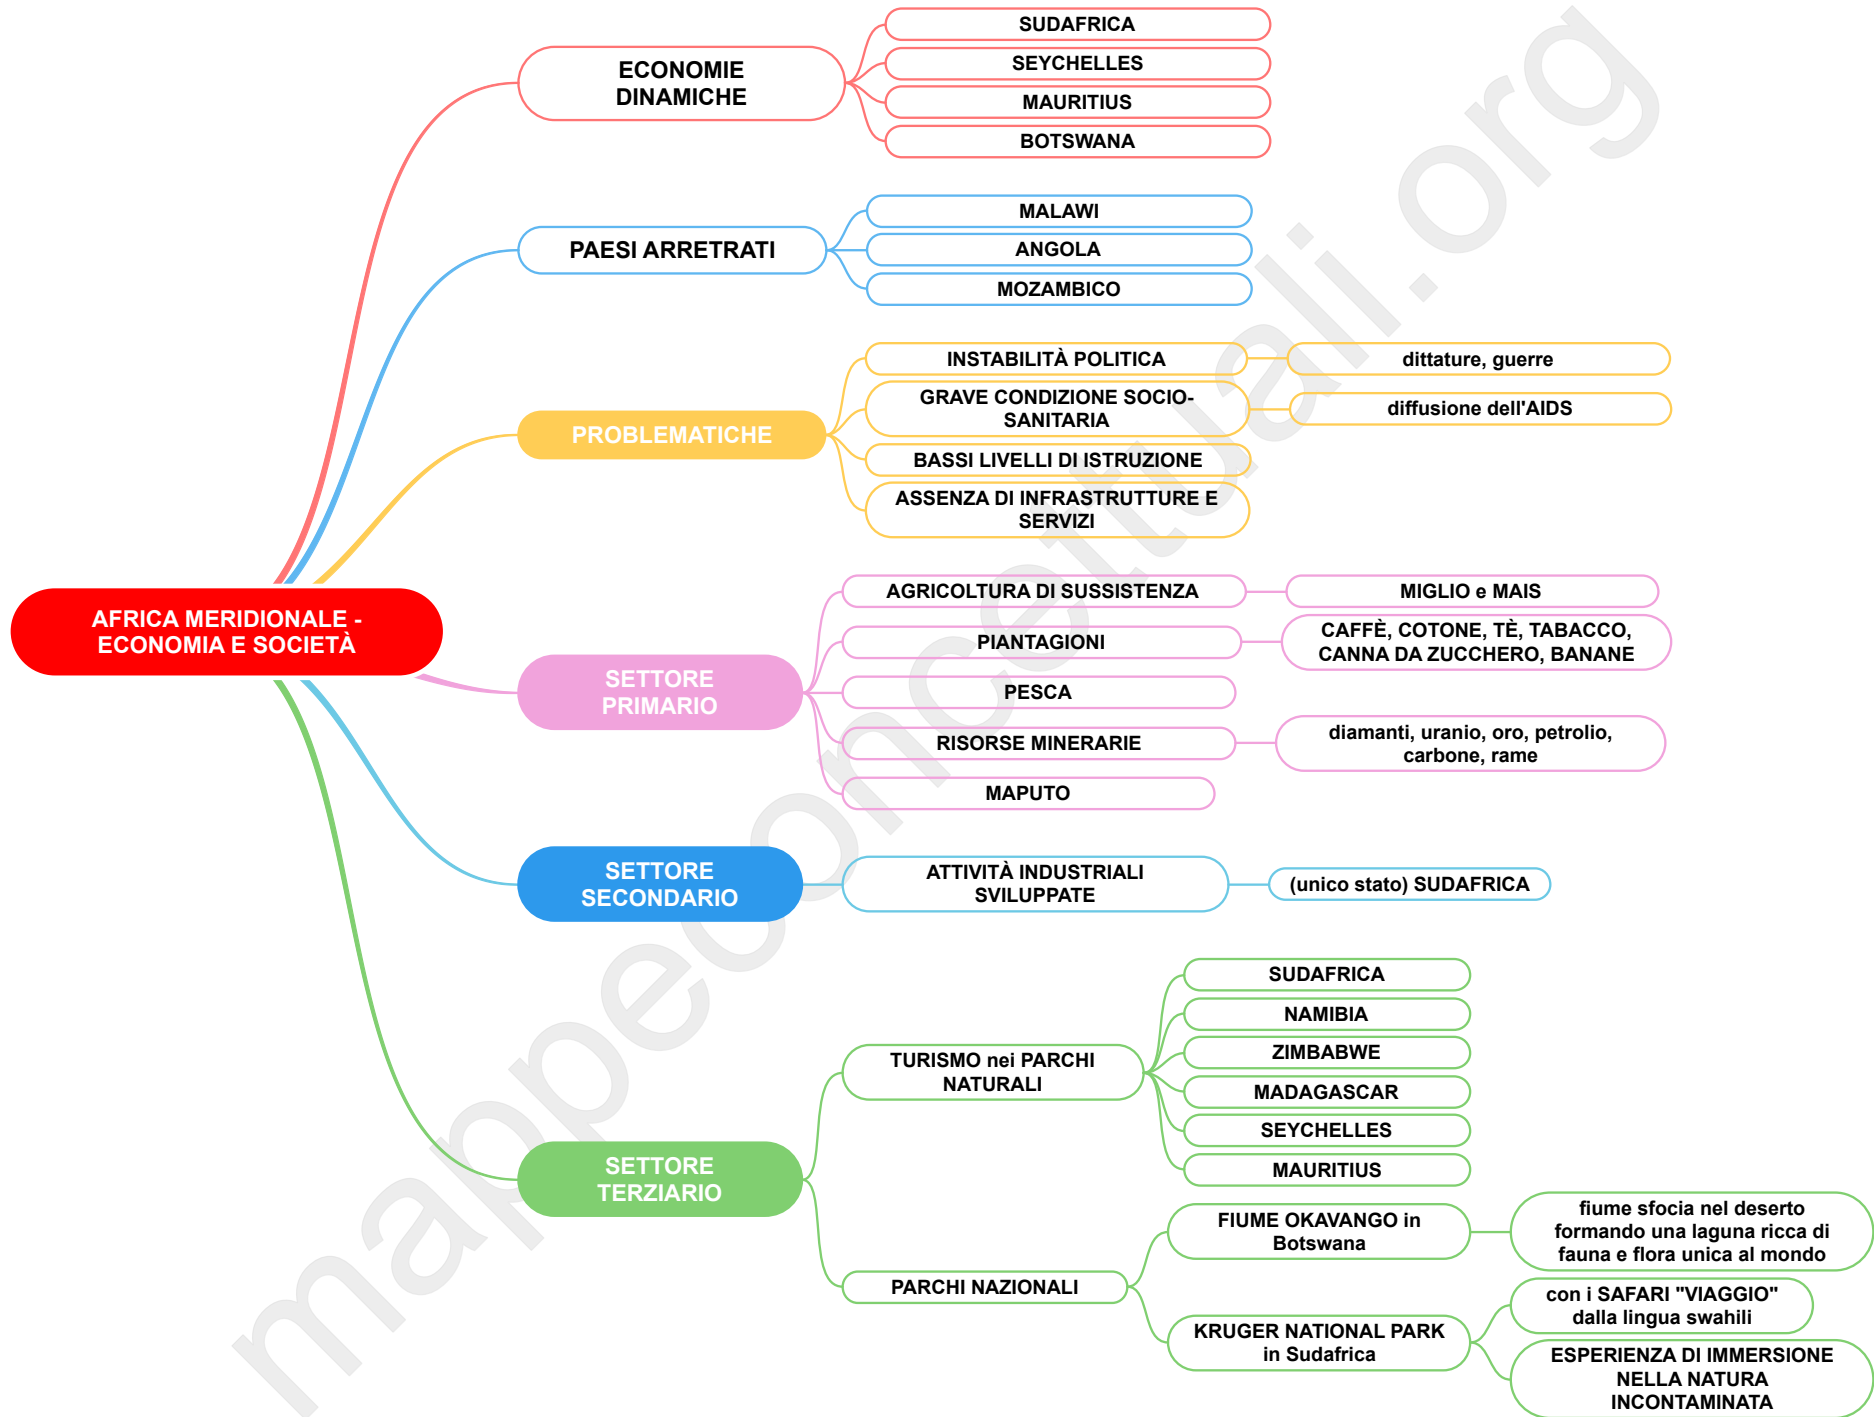 AFRICA MERIDIONALE -
ECONOMIA E SOCIETÀ
ECONOMIE
DINAMICHE
SUDAFRICA
SEYCHELLES
MAURITIUS
BOTSWANA
PAESI ARRETRATI
MALAWI
ANGOLA
MOZAMBICO
PROBLEMATICHE
INSTABILITÀ POLITICA
dittature, guerre
GRAVE CONDIZIONE SOCIO-
SANITARIA
diffusione dell'AIDS
BASSI LIVELLI DI ISTRUZIONE
ASSENZA DI INFRASTRUTTURE E
SERVIZI
SETTORE
PRIMARIO
AGRICOLTURA DI SUSSISTENZA
MIGLIO e MAIS
PIANTAGIONI
CAFFÈ, COTONE, TÈ, TABACCO,
CANNA DA ZUCCHERO, BANANE
PESCA
RISORSE MINERARIE
diamanti, uranio, oro, petrolio,
carbone, rame
MAPUTO
SETTORE
SECONDARIO
ATTIVITÀ INDUSTRIALI
SVILUPPATE
(unico stato) SUDAFRICA
SETTORE
TERZIARIO
TURISMO nei PARCHI
NATURALI
SUDAFRICA
NAMIBIA
ZIMBABWE
MADAGASCAR
SEYCHELLES
MAURITIUS
PARCHI NAZIONALI
FIUME OKAVANGO in
Botswana
fiume sfocia nel deserto
formando una laguna ricca di
fauna e flora unica al mondo
KRUGER NATIONAL PARK
in Sudafrica
con i SAFARI "VIAGGIO"
dalla lingua swahili
ESPERIENZA DI IMMERSIONE
NELLA NATURA
INCONTAMINATA
mappeconcettuali.org